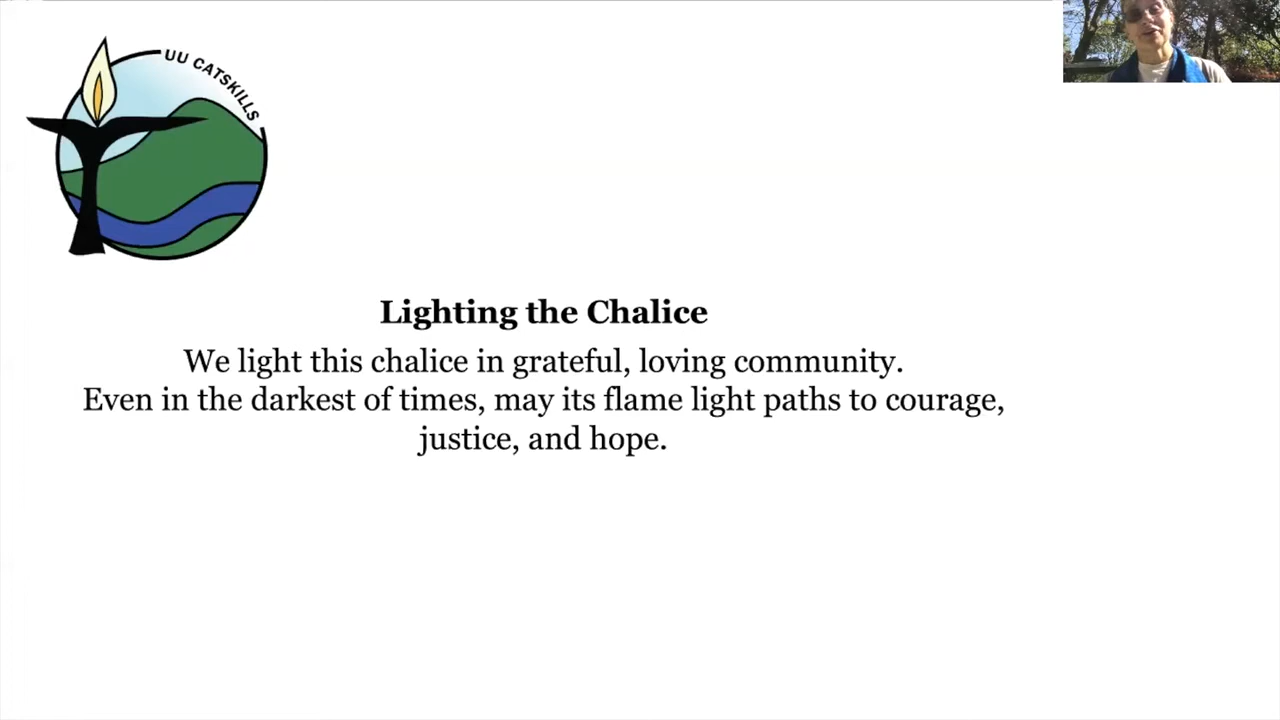 UU CATSKILLS
Lighting the Chalice
We light this chalice in grateful, loving community.
Even in the darkest of times, may its flame light paths to courage,
justice, and hope.